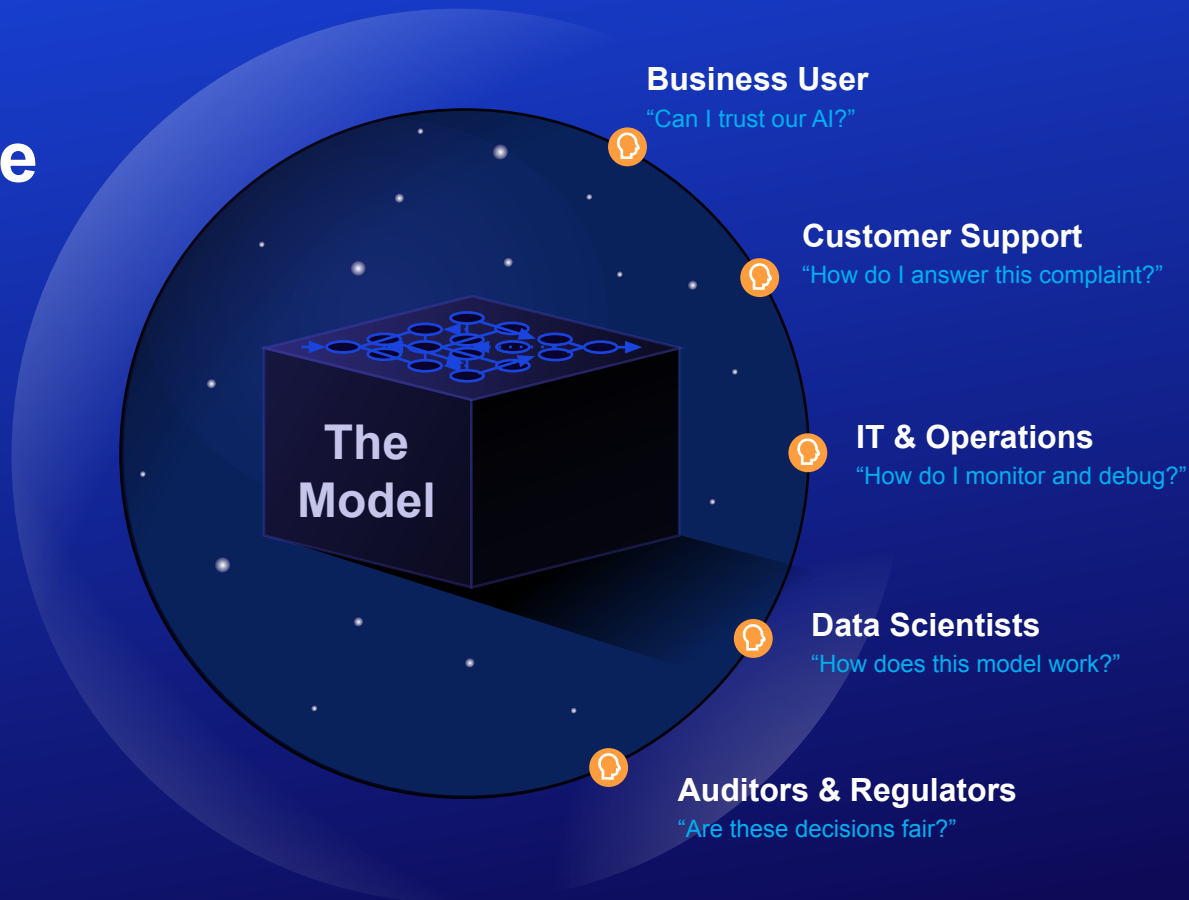 e
Business User
“Can I trust our AI?”
Customer Support
“How do I answer this complaint?”
The
Model
IT & Operations
“How do I monitor and debug?”
Data Scientists
“How does this model work?”
Auditors & Regulators
“Are these decisions fair?”